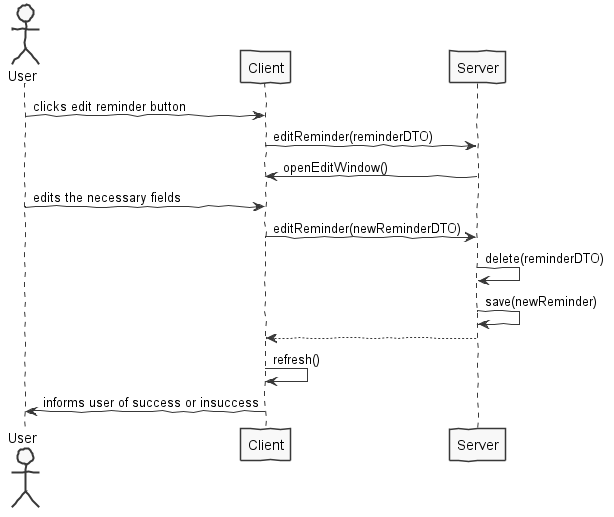 User
Client
Server
clicks edit reminder button
editReminder(reminderDTO)
openEditWindow()
edits the necessary fields
editReminder(newReminderDTO)
delete(reminderDTO)
save(newReminder)
refresh()
informs user of success or insuccess
User
Client
Server